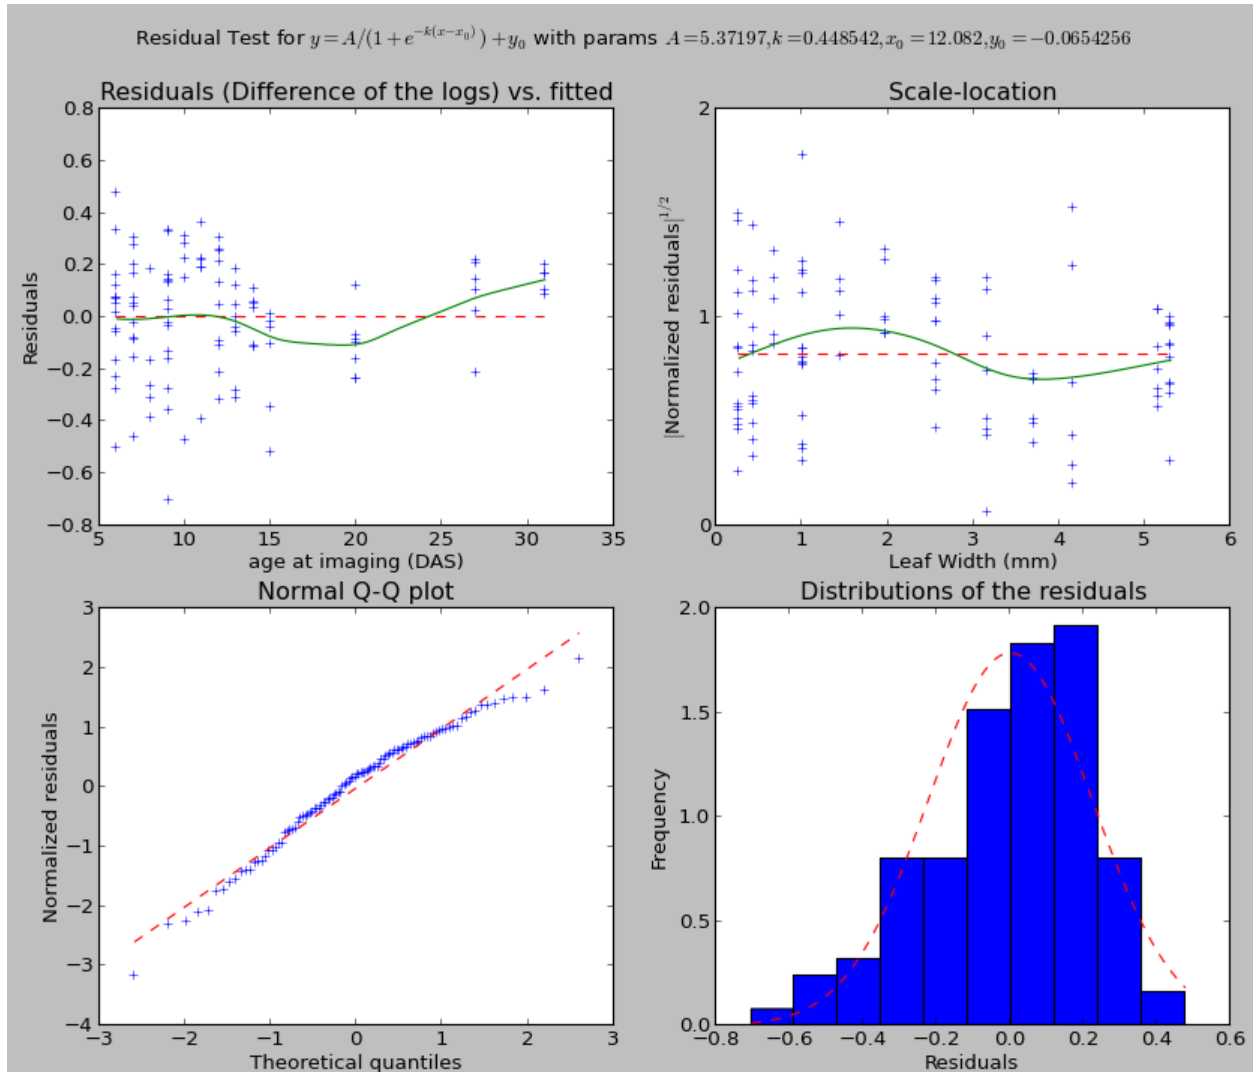 Residual Test for y = A/(1 + e^{-k(x-x_0)}) + y_0 with params A = 5.37197, k = 0.448542, x_0 = 12.082, y_0 = −0.0654256
Residuals (Difference of the logs) vs. fitted
0.8
0.6
0.4
0.2
0.0
−0.2
−0.4
−0.6
−0.8
Residuals
5 10 15 20 25 30 35
age at imaging (DAS)
Scale-location
2
1
0
|Normalized residuals|^{1/2}
0 1 2 3 4 5 6
Leaf Width (mm)
Normal Q-Q plot
3
2
1
0
−1
−2
−3
−4
Normalized residuals
−3 −2 −1 0 1 2 3
Theoretical quantiles
Distributions of the residuals
2.0
1.5
1.0
0.5
0.0
Frequency
−0.8 −0.6 −0.4 −0.2 0.0 0.2 0.4 0.6
Residuals